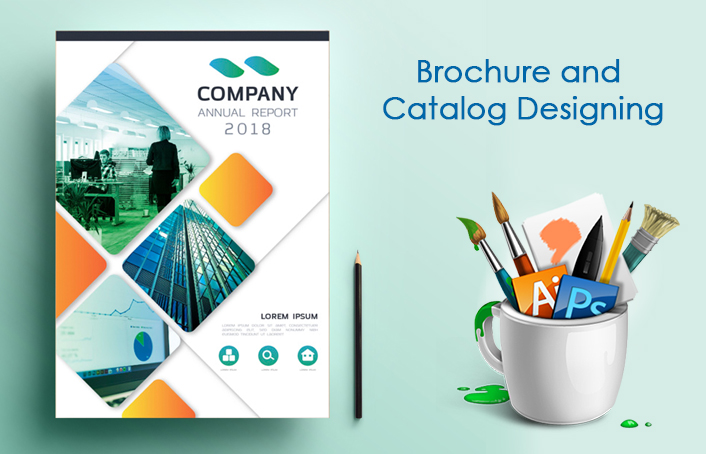 COMPANY
ANNUAL REPORT
2018
LOREM IPSUM
Brochure and
Catalog Designing
Ai
Ps